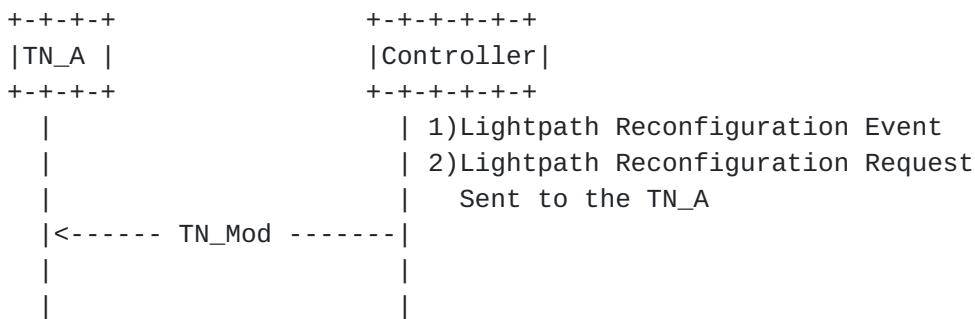 +-+-+-+                +-+-+-+-+-+
|TN_A |                |Controller|
+-+-+-+                +-+-+-+-+-+
  |                      | 1)Lightpath Reconfiguration Event
  |                      | 2)Lightpath Reconfiguration Request
  |                      |   Sent to the TN_A
  |<------ TN_Mod -------|
  |                      |
  |                      |